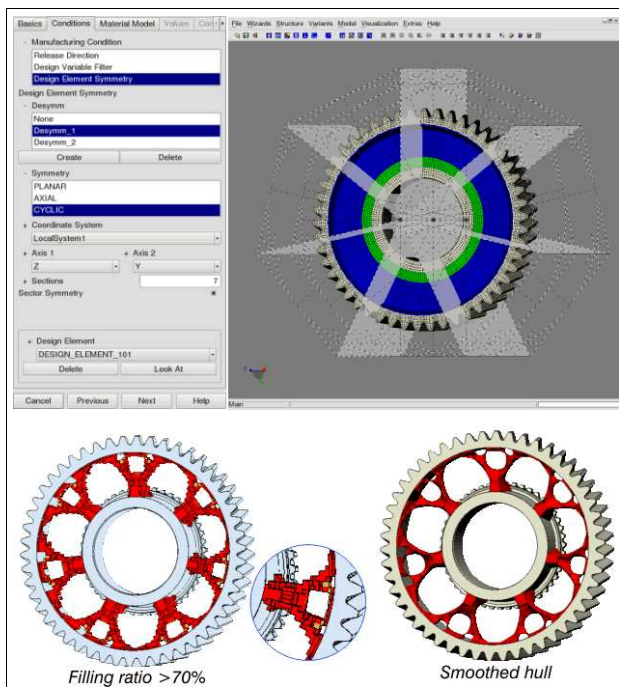 Basics Conditions Material Model Values Con
- Manufacturing Condition
Release Direction
Design Variable Filter
Design Element Symmetry
Design Element Symmetry
- Desymm
None
Desymm_1
Desymm_2
Create Delete
- Symmetry
PLANAR
AXIAL
CYCLIC
+ Coordinate System
LocalSystem1
+ Axis 1 + Axis 2
Z Y
+ Sections 7
Sector Symmetry
+ Design Element
DESIGN_ELEMENT_101
Delete Look At
Cancel Previous Next Help
File Wizards Structure Variants Model Visualization Extras Help
Main
Filling ratio >70%
Smoothed hull